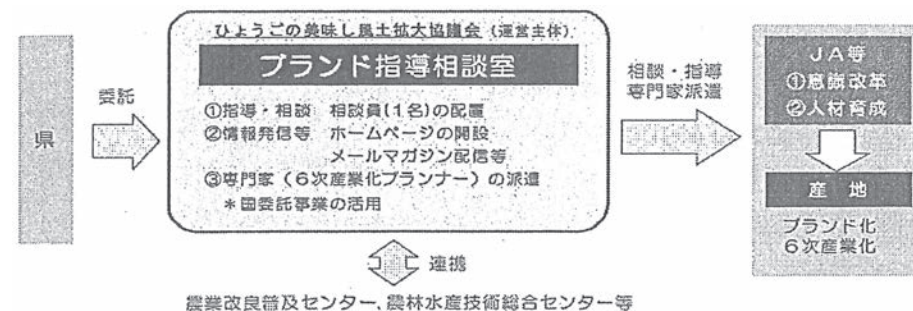 県
委託
ひょうごの美味し風土拡大協議会(運営主体)
ブランド指導相談室
①指導・相談　相談員(1名)の配置
②情報発信等　ホームページの開設
メールマガジン配信等
③専門家(6次産業化プランナー)の派遣
＊国委託事業の活用
連携
農業改良普及センター、農林水産技術総合センター等
相談・指導
専門家派遣
JA等
①意識改革
②人材育成
産地
ブランド化
6次産業化